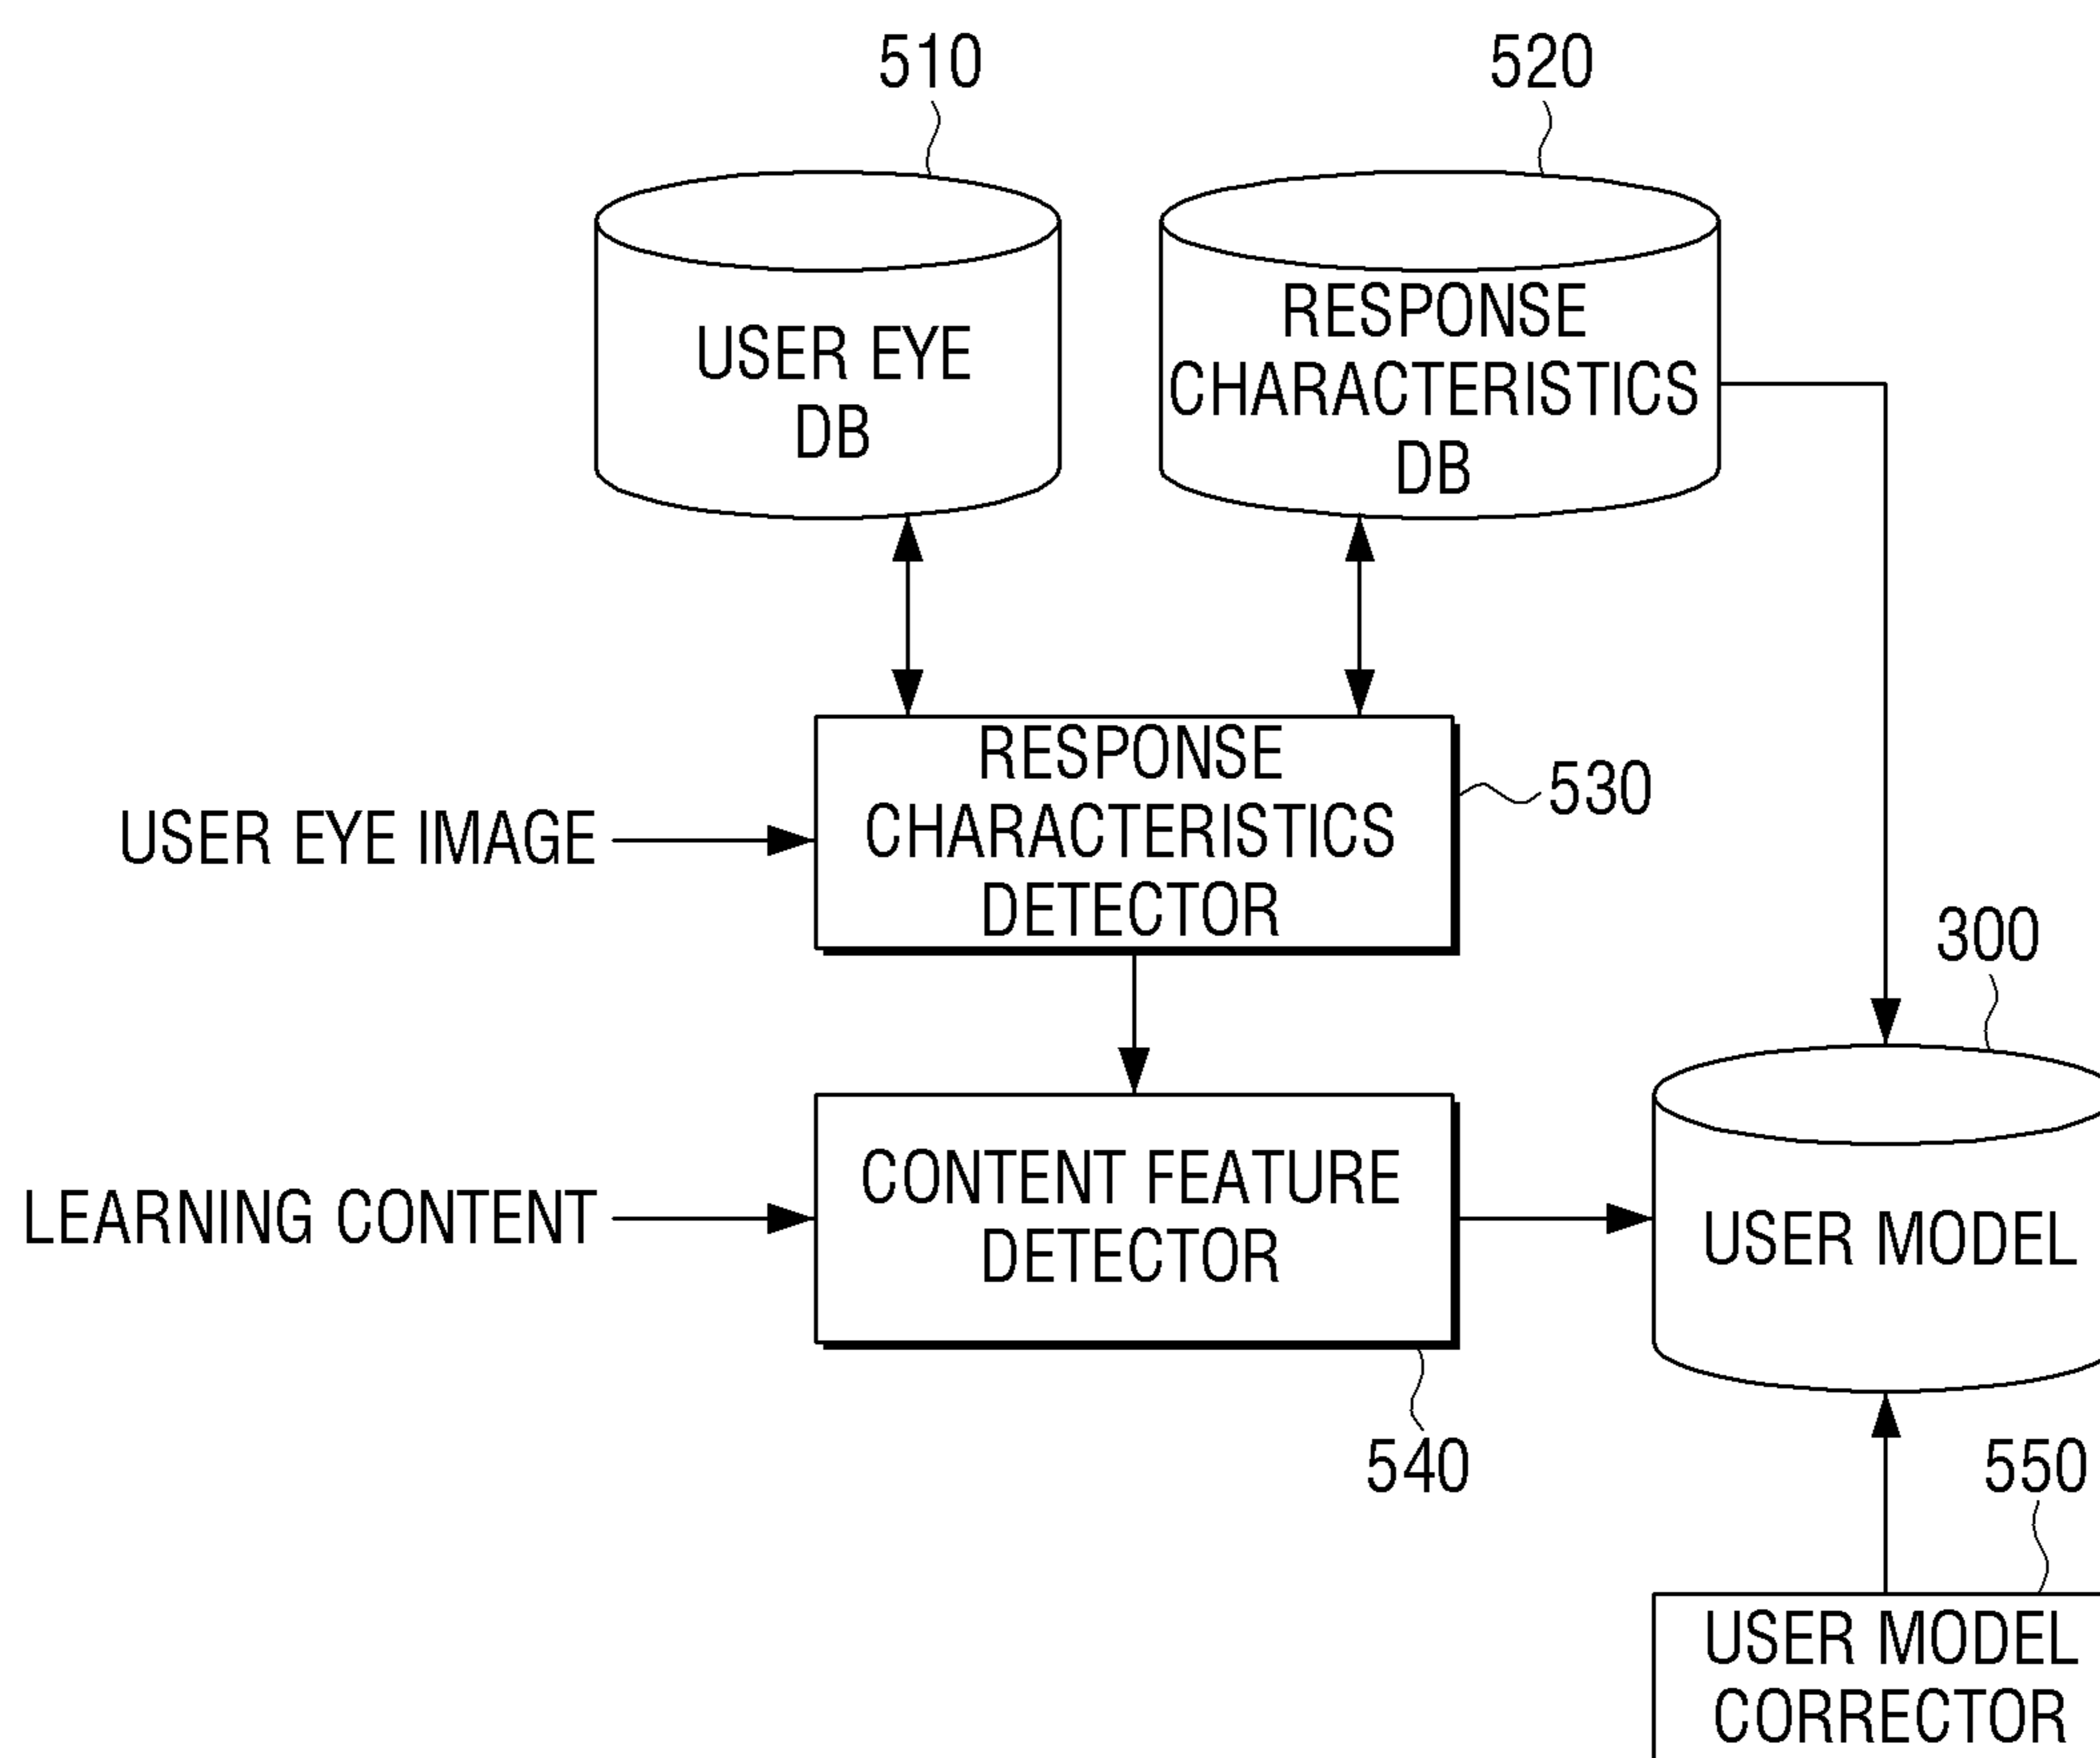 510
520
USER EYE
DB
RESPONSE
CHARACTERISTICS
DB
RESPONSE
CHARACTERISTICS
DETECTOR
530
USER EYE IMAGE
300
CONTENT FEATURE
DETECTOR
LEARNING CONTENT
USER MODEL
540
550
USER MODEL
CORRECTOR